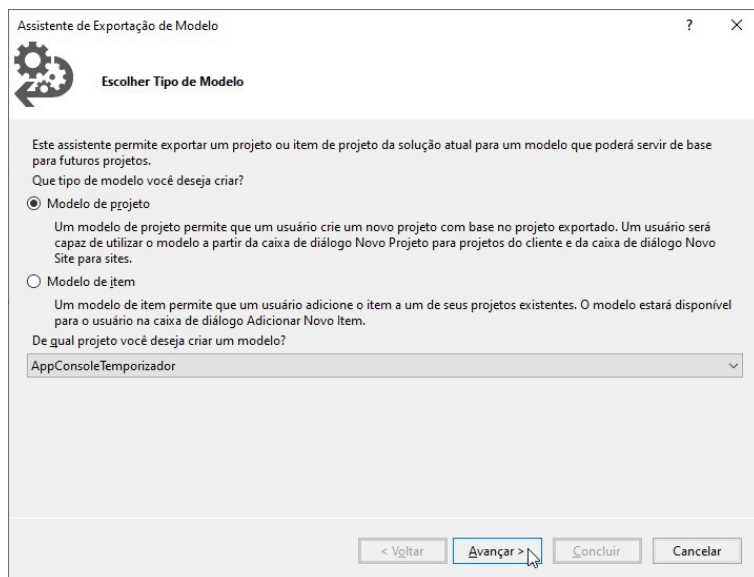 Assistente de Exportação de Modelo
?
Escolher Tipo de Modelo
Este assistente permite exportar um projeto ou item de projeto da solução atual para um modelo que poderá servir de base
para futuros projetos.
Que tipo de modelo você deseja criar?
Modelo de projeto
Um modelo de projeto permite que um usuário crie um novo projeto com base no projeto exportado. Um usuário será
capaz de utilizar o modelo a partir da caixa de diálogo Novo Projeto para projetos do cliente e da caixa de diálogo Novo
Site para sites.
Modelo de item
Um modelo de item permite que um usuário adicione o item a um de seus projetos existentes. O modelo estará disponível
para o usuário na caixa de diálogo Adicionar Novo Item.
De qual projeto você deseja criar um modelo?
AppConsoleTemporizador
< Voltar Avançar > Concluir Cancelar